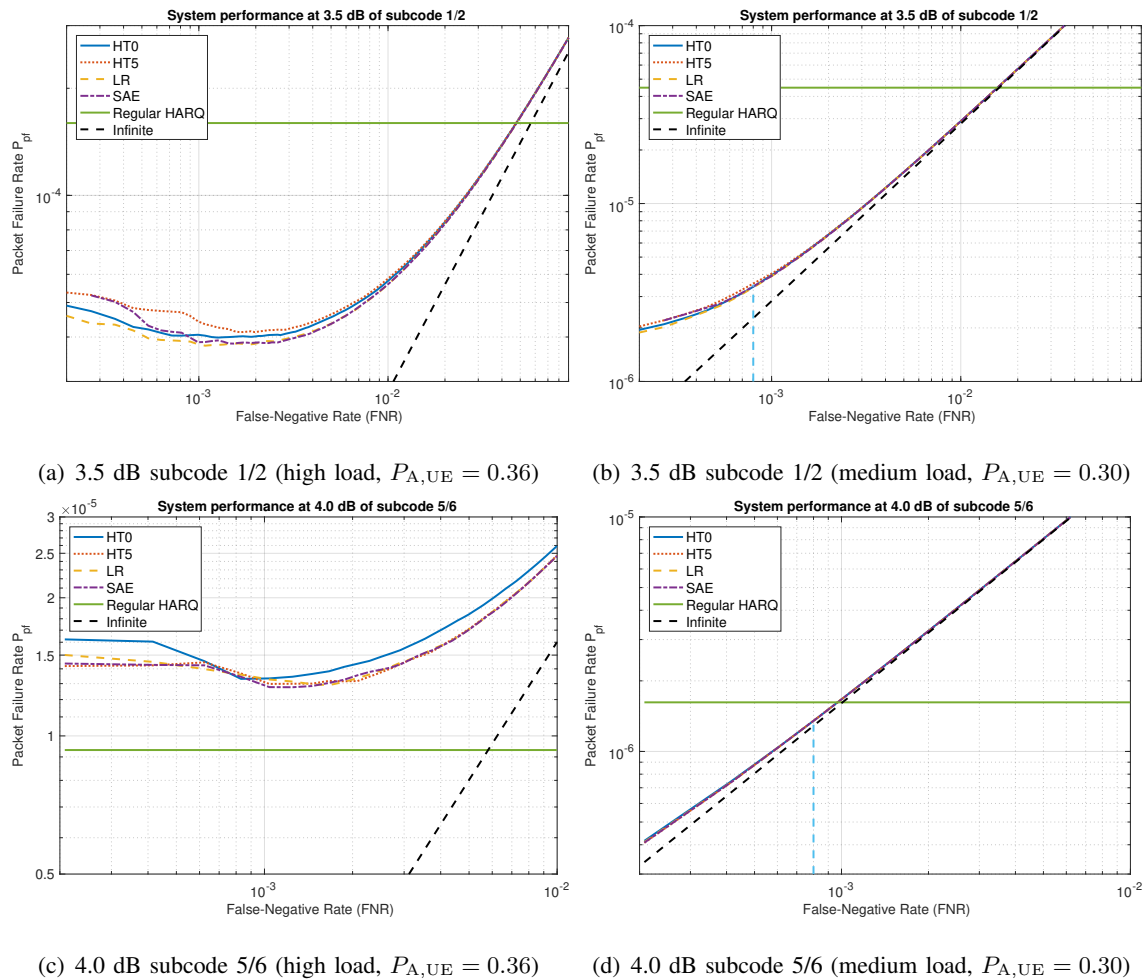 System performance at 3.5 dB of subcode 1/2
HT0
HT5
LR
SAE
Regular HARQ
Infinite
10^-4
Packet Failure Rate P_pf
10^-3
10^-2
False-Negative Rate (FNR)
(a) 3.5 dB subcode 1/2 (high load, P_A,UE = 0.36)
System performance at 3.5 dB of subcode 1/2
HT0
HT5
LR
SAE
Regular HARQ
Infinite
10^-4
10^-5
10^-6
Packet Failure Rate P_pf
10^-3
10^-2
False-Negative Rate (FNR)
(b) 3.5 dB subcode 1/2 (medium load, P_A,UE = 0.30)
System performance at 4.0 dB of subcode 5/6
×10^-5
HT0
HT5
LR
SAE
Regular HARQ
Infinite
3
2.5
2
1.5
1
0.5
Packet Failure Rate P_pf
10^-3
10^-2
False-Negative Rate (FNR)
(c) 4.0 dB subcode 5/6 (high load, P_A,UE = 0.36)
System performance at 4.0 dB of subcode 5/6
HT0
HT5
LR
SAE
Regular HARQ
Infinite
10^-5
10^-6
Packet Failure Rate P_pf
10^-3
10^-2
False-Negative Rate (FNR)
(d) 4.0 dB subcode 5/6 (medium load, P_A,UE = 0.30)